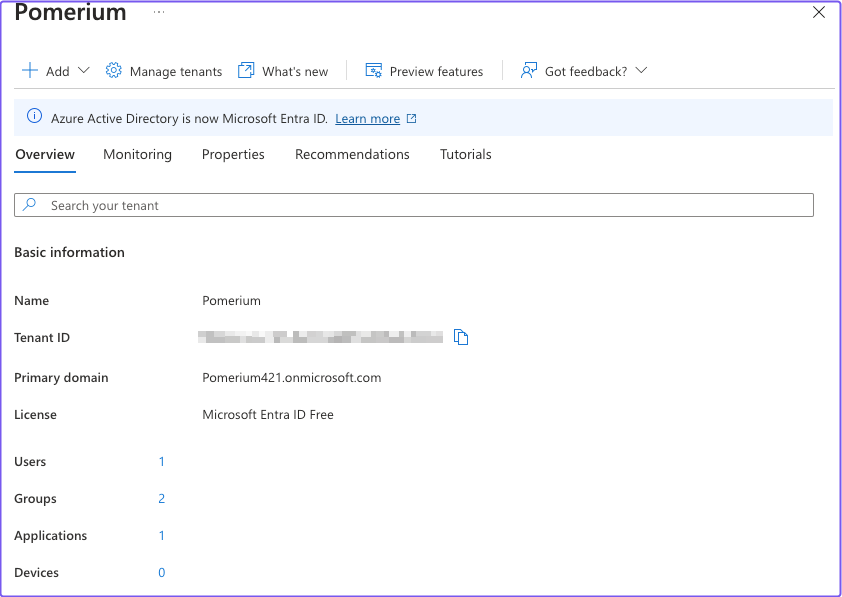 Pomerium ...
Add Manage tenants What's new Preview features Got feedback?
Azure Active Directory is now Microsoft Entra ID. Learn more
Overview Monitoring Properties Recommendations Tutorials
Search your tenant
Basic information
Name Pomerium
Tenant ID
Primary domain Pomerium421.onmicrosoft.com
License Microsoft Entra ID Free
Users 1
Groups 2
Applications 1
Devices 0